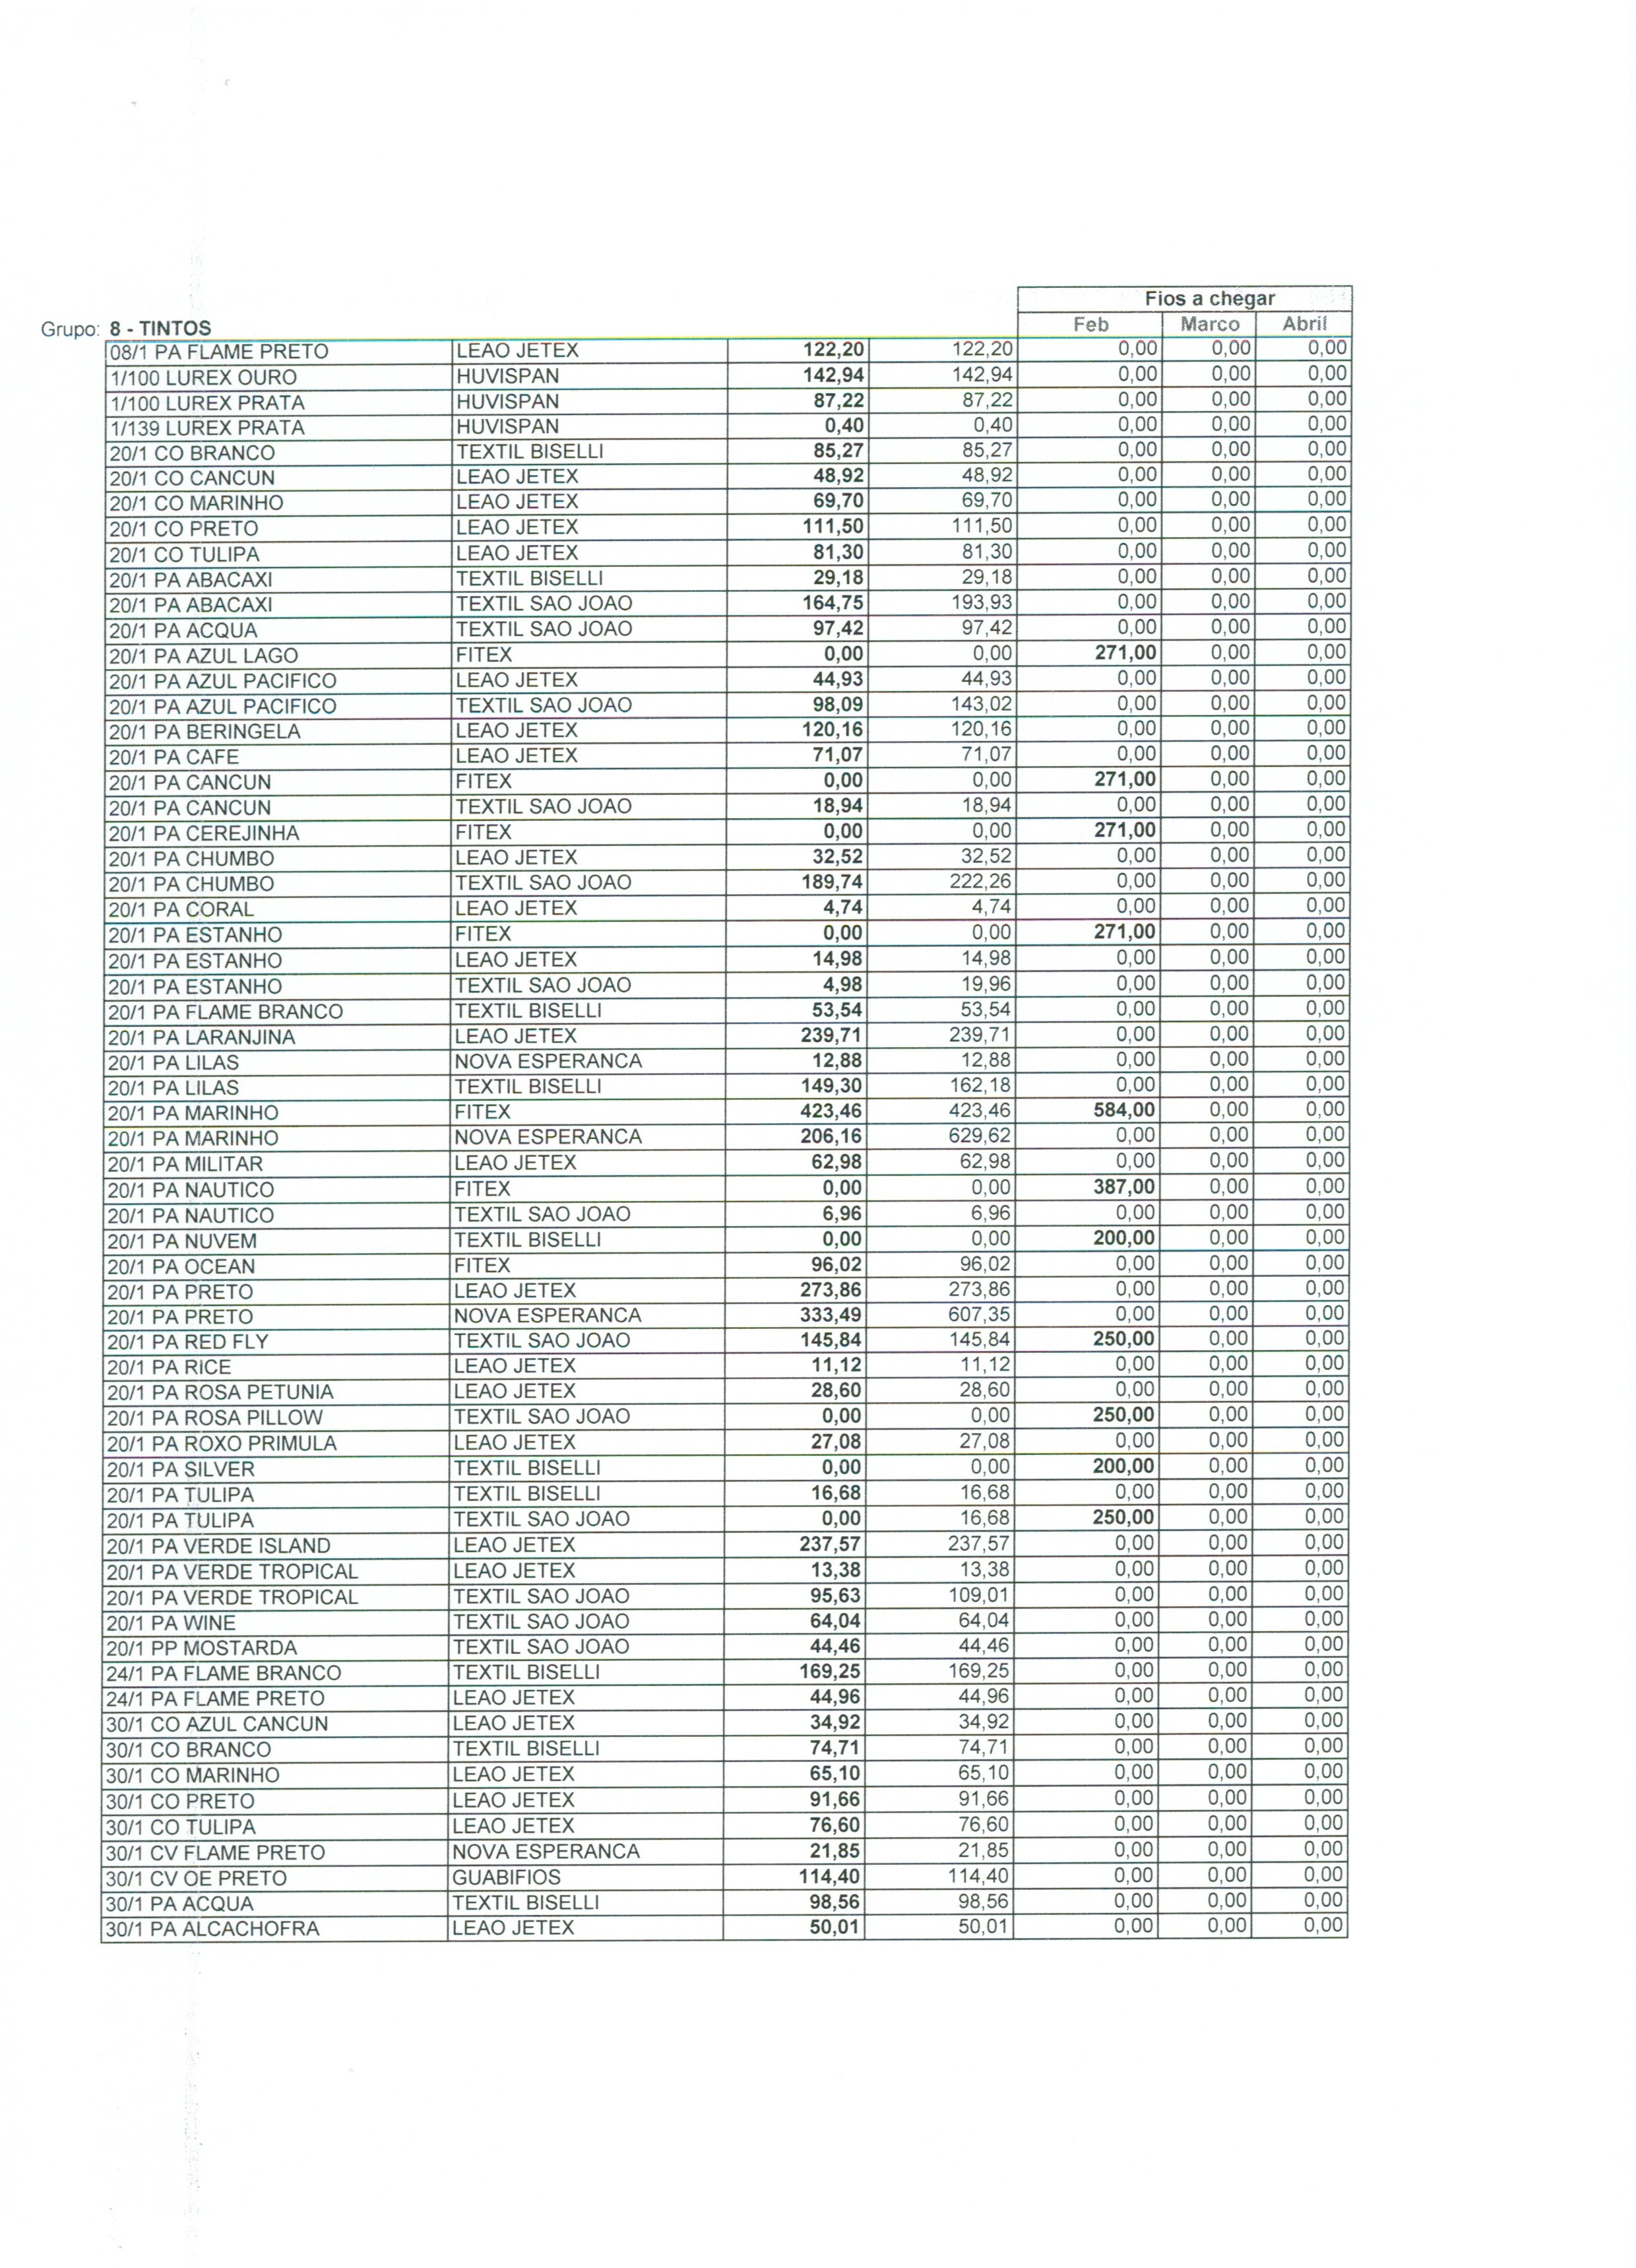 Fios a chegar
Grupo: 8 - TINTOS Feb Marco Abril
08/1 PA FLAME PRETO LEAO JETEX 122,20 122,20 0,00 0,00 0,00
1/100 LUREX OURO HUVISPAN 142,94 142,94 0,00 0,00 0,00
1/100 LUREX PRATA HUVISPAN 87,22 87,22 0,00 0,00 0,00
1/139 LUREX PRATA HUVISPAN 0,40 0,40 0,00 0,00 0,00
20/1 CO BRANCO TEXTIL BISELLI 85,27 85,27 0,00 0,00 0,00
20/1 CO CANCUN LEAO JETEX 48,92 48,92 0,00 0,00 0,00
20/1 CO MARINHO LEAO JETEX 69,70 69,70 0,00 0,00 0,00
20/1 CO PRETO LEAO JETEX 111,50 111,50 0,00 0,00 0,00
20/1 CO TULIPA LEAO JETEX 81,30 81,30 0,00 0,00 0,00
20/1 PA ABACAXI TEXTIL BISELLI 29,18 29,18 0,00 0,00 0,00
20/1 PA ABACAXI TEXTIL SAO JOAO 164,75 193,93 0,00 0,00 0,00
20/1 PA ACQUA TEXTIL SAO JOAO 97,42 97,42 0,00 0,00 0,00
20/1 PA AZUL LAGO FITEX 0,00 0,00 271,00 0,00 0,00
20/1 PA AZUL PACIFICO LEAO JETEX 44,93 44,93 0,00 0,00 0,00
20/1 PA AZUL PACIFICO TEXTIL SAO JOAO 98,09 143,02 0,00 0,00 0,00
20/1 PA BERINGELA LEAO JETEX 120,16 120,16 0,00 0,00 0,00
20/1 PA CAFE LEAO JETEX 71,07 71,07 0,00 0,00 0,00
20/1 PA CANCUN FITEX 0,00 0,00 271,00 0,00 0,00
20/1 PA CANCUN TEXTIL SAO JOAO 18,94 18,94 0,00 0,00 0,00
20/1 PA CEREJINHA FITEX 0,00 0,00 271,00 0,00 0,00
20/1 PA CHUMBO LEAO JETEX 32,52 32,52 0,00 0,00 0,00
20/1 PA CHUMBO TEXTIL SAO JOAO 189,74 222,26 0,00 0,00 0,00
20/1 PA CORAL LEAO JETEX 4,74 4,74 0,00 0,00 0,00
20/1 PA ESTANHO FITEX 0,00 0,00 271,00 0,00 0,00
20/1 PA ESTANHO LEAO JETEX 14,98 14,98 0,00 0,00 0,00
20/1 PA ESTANHO TEXTIL SAO JOAO 4,98 19,96 0,00 0,00 0,00
20/1 PA FLAME BRANCO TEXTIL BISELLI 53,54 53,54 0,00 0,00 0,00
20/1 PA LARANJINA LEAO JETEX 239,71 239,71 0,00 0,00 0,00
20/1 PA LILAS NOVA ESPERANCA 12,88 12,88 0,00 0,00 0,00
20/1 PA LILAS TEXTIL BISELLI 149,30 162,18 0,00 0,00 0,00
20/1 PA MARINHO FITEX 423,46 423,46 584,00 0,00 0,00
20/1 PA MARINHO NOVA ESPERANCA 206,16 629,62 0,00 0,00 0,00
20/1 PA MILITAR LEAO JETEX 62,98 62,98 0,00 0,00 0,00
20/1 PA NAUTICO FITEX 0,00 0,00 387,00 0,00 0,00
20/1 PA NAUTICO TEXTIL SAO JOAO 6,96 6,96 0,00 0,00 0,00
20/1 PA NUVEM TEXTIL BISELLI 0,00 0,00 200,00 0,00 0,00
20/1 PA OCEAN FITEX 96,02 96,02 0,00 0,00 0,00
20/1 PA PRETO LEAO JETEX 273,86 273,86 0,00 0,00 0,00
20/1 PA PRETO NOVA ESPERANCA 333,49 607,35 0,00 0,00 0,00
20/1 PA RED FLY TEXTIL SAO JOAO 145,84 145,84 250,00 0,00 0,00
20/1 PA RICE LEAO JETEX 11,12 11,12 0,00 0,00 0,00
20/1 PA ROSA PETUNIA LEAO JETEX 28,60 28,60 0,00 0,00 0,00
20/1 PA ROSA PILLOW TEXTIL SAO JOAO 0,00 0,00 250,00 0,00 0,00
20/1 PA ROXO PRIMULA LEAO JETEX 27,08 27,08 0,00 0,00 0,00
20/1 PA SILVER TEXTIL BISELLI 0,00 0,00 200,00 0,00 0,00
20/1 PA TULIPA TEXTIL BISELLI 16,68 16,68 0,00 0,00 0,00
20/1 PA TULIPA TEXTIL SAO JOAO 0,00 16,68 250,00 0,00 0,00
20/1 PA VERDE ISLAND LEAO JETEX 237,57 237,57 0,00 0,00 0,00
20/1 PA VERDE TROPICAL LEAO JETEX 13,38 13,38 0,00 0,00 0,00
20/1 PA VERDE TROPICAL TEXTIL SAO JOAO 95,63 109,01 0,00 0,00 0,00
20/1 PA WINE TEXTIL SAO JOAO 64,04 64,04 0,00 0,00 0,00
20/1 PP MOSTARDA TEXTIL SAO JOAO 44,46 44,46 0,00 0,00 0,00
24/1 PA FLAME BRANCO TEXTIL BISELLI 169,25 169,25 0,00 0,00 0,00
24/1 PA FLAME PRETO LEAO JETEX 44,96 44,96 0,00 0,00 0,00
30/1 CO AZUL CANCUN LEAO JETEX 34,92 34,92 0,00 0,00 0,00
30/1 CO BRANCO TEXTIL BISELLI 74,71 74,71 0,00 0,00 0,00
30/1 CO MARINHO LEAO JETEX 65,10 65,10 0,00 0,00 0,00
30/1 CO PRETO LEAO JETEX 91,66 91,66 0,00 0,00 0,00
30/1 CO TULIPA LEAO JETEX 76,60 76,60 0,00 0,00 0,00
30/1 CV FLAME PRETO NOVA ESPERANCA 21,85 21,85 0,00 0,00 0,00
30/1 CV OE PRETO GUABIFIOS 114,40 114,40 0,00 0,00 0,00
30/1 PA ACQUA TEXTIL BISELLI 98,56 98,56 0,00 0,00 0,00
30/1 PA ALCACHOFRA LEAO JETEX 50,01 50,01 0,00 0,00 0,00